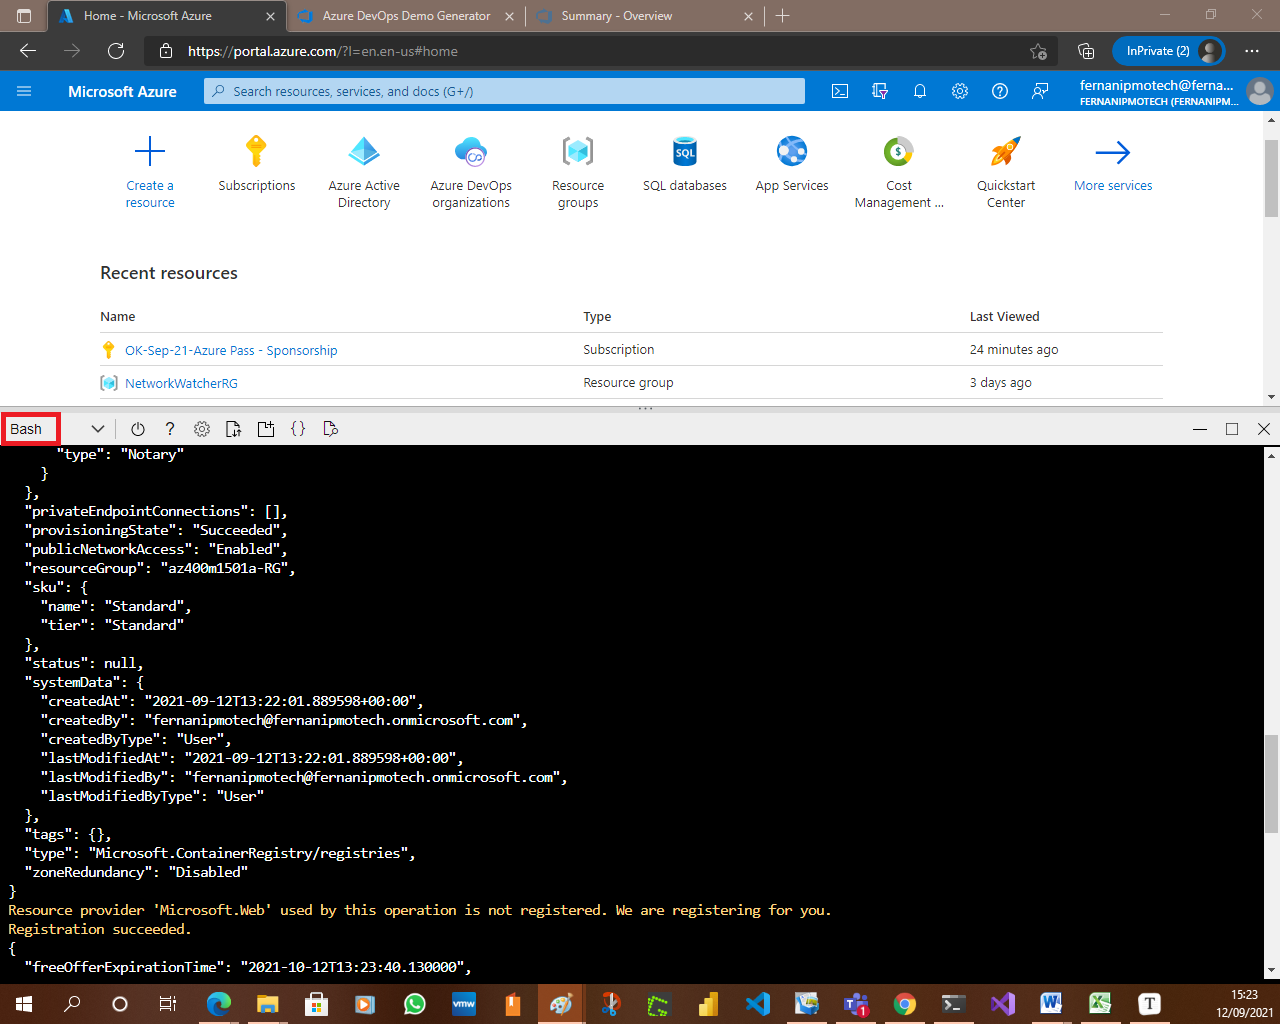 Home - Microsoft Azure
Azure DevOps Demo Generator
Summary - Overview
https://portal.azure.com/?l=en.en-us#home
InPrivate (2)
Microsoft Azure
Search resources, services, and docs (G+/)
fernanipmotech@ferna...
FERNANIPMOTECH (FERNANIPM...
Create a resource
Subscriptions
Azure Active Directory
Azure DevOps organizations
Resource groups
SQL
SQL databases
App Services
Cost Management ...
Quickstart Center
More services
Recent resources
Name Type Last Viewed
OK-Sep-21-Azure Pass - Sponsorship Subscription 24 minutes ago
NetworkWatcherRG Resource group 3 days ago
Bash
"type": "Notary"
}
},
"privateEndpointConnections": [],
"provisioningState": "Succeeded",
"publicNetworkAccess": "Enabled",
"resourceGroup": "az400m1501a-RG",
"sku": {
"name": "Standard",
"tier": "Standard"
},
"status": null,
"systemData": {
"createdAt": "2021-09-12T13:22:01.889598+00:00",
"createdBy": "fernanipmotech@fernanipmotech.onmicrosoft.com",
"createdByType": "User",
"lastModifiedAt": "2021-09-12T13:22:01.889598+00:00",
"lastModifiedBy": "fernanipmotech@fernanipmotech.onmicrosoft.com",
"lastModifiedByType": "User"
},
"tags": {},
"type": "Microsoft.ContainerRegistry/registries",
"zoneRedundancy": "Disabled"
}
Resource provider 'Microsoft.Web' used by this operation is not registered. We are registering for you.
Registration succeeded.
{
"freeOfferExpirationTime": "2021-10-12T13:23:40.130000",
vmw
1
T
15:23
12/09/2021